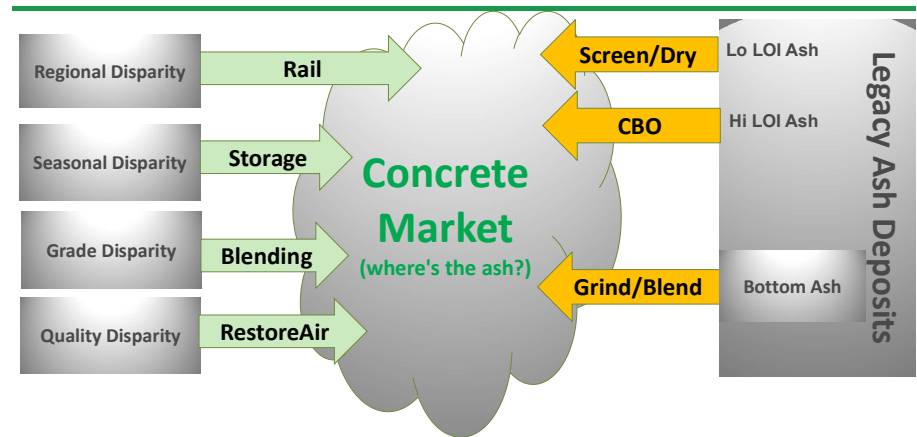 Regional Disparity
Rail
Seasonal Disparity
Storage
Grade Disparity
Blending
Quality Disparity
RestoreAir
Concrete
Market
(where's the ash?)
Screen/Dry
Lo LOI Ash
CBO
Hi LOI Ash
Grind/Blend
Bottom Ash
Legacy Ash Deposits